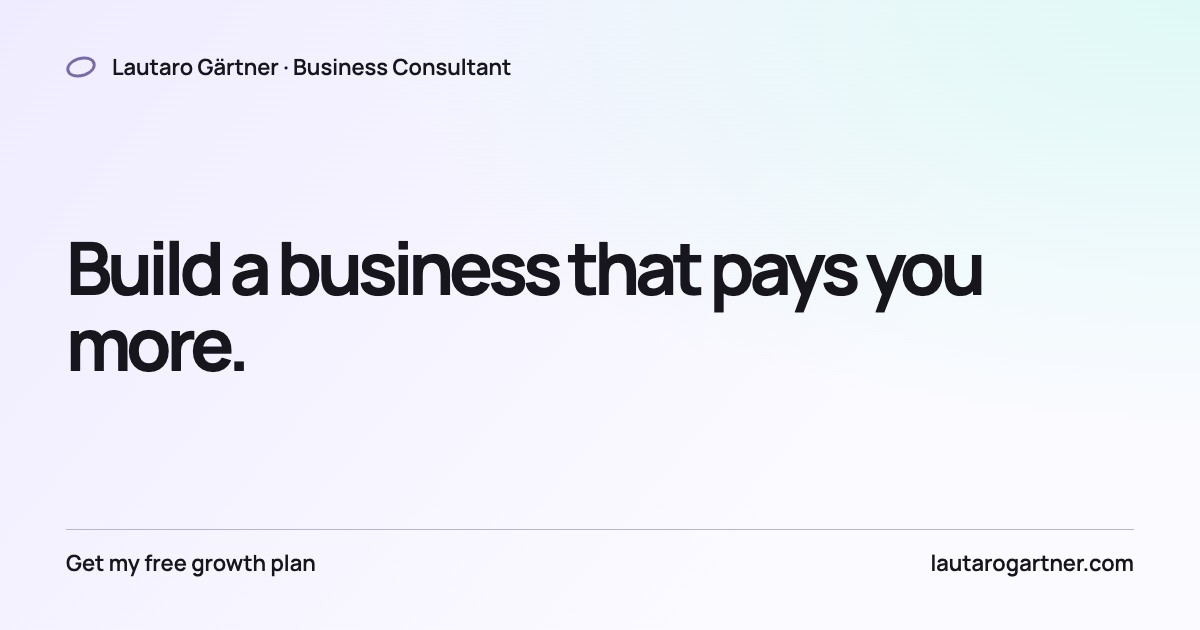 Lautaro Gärtner · Business Consultant
Build a business that pays you
more.
Get my free growth plan
lautarogartner.com